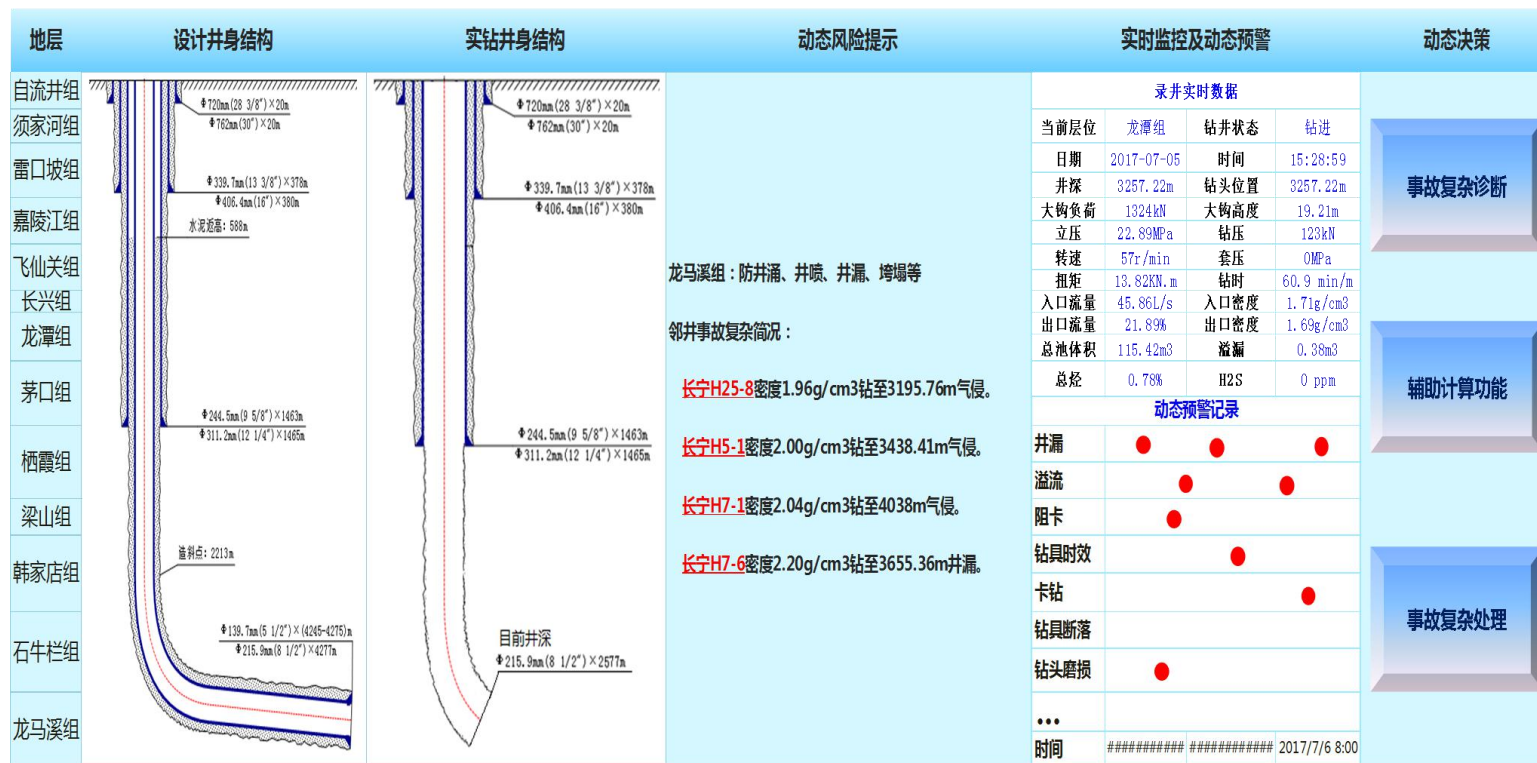 地层
设计井身结构
实钻井身结构
动态风险提示
实时监控及动态预警
动态决策
自流井组
须家河组
雷口坡组
嘉陵江组
飞仙关组
长兴组
龙潭组
茅口组
栖霞组
梁山组
韩家店组
石牛栏组
龙马溪组
Φ720mm(28 3/8")×20m
Φ762mm(30")×20m
Φ339.7mm(13 3/8")×378m
Φ406.4mm(16")×380m
水泥返高: 588m
Φ244.5mm(9 5/8")×1463m
Φ311.2mm(12 1/4")×1465m
造斜点: 2213m
Φ139.7mm(5 1/2")×(4245-4275)m
Φ215.9mm(8 1/2")×4277m
Φ720mm(28 3/8")×20m
Φ762mm(30")×20m
Φ339.7mm(13 3/8")×378m
Φ406.4mm(16")×380m
Φ244.5mm(9 5/8")×1463m
Φ311.2mm(12 1/4")×1465m
目前井深
Φ215.9mm(8 1/2")×2577m
龙马溪组：防井涌、井喷、井漏、垮塌等
邻井事故复杂简况：
长宁H25-8密度1.96g/cm3钻至3195.76m气侵。
长宁H5-1密度2.00g/cm3钻至3438.41m气侵。
长宁H7-1密度2.04g/cm3钻至4038m气侵。
长宁H7-6密度2.20g/cm3钻至3655.36m井漏。
录井实时数据
当前层位 龙潭组 钻井状态 钻进
日期 2017-07-05 时间 15:28:59
井深 3257.22m 钻头位置 3257.22m
大钩负荷 1324kN 大钩高度 19.21m
立压 22.89MPa 钻压 123kN
转速 57r/min 套压 0MPa
扭矩 13.82KN.m 钻时 60.9 min/m
入口流量 45.86L/s 入口密度 1.71g/cm3
出口流量 21.89% 出口密度 1.69g/cm3
总池体积 115.42m3 溢漏 0.38m3
总烃 0.78% H2S 0 ppm
动态预警记录
井漏
溢流
阻卡
钻具时效
卡钻
钻具断落
钻头磨损
•••
时间 ########### ############ 2017/7/6 8:00
事故复杂诊断
辅助计算功能
事故复杂处理